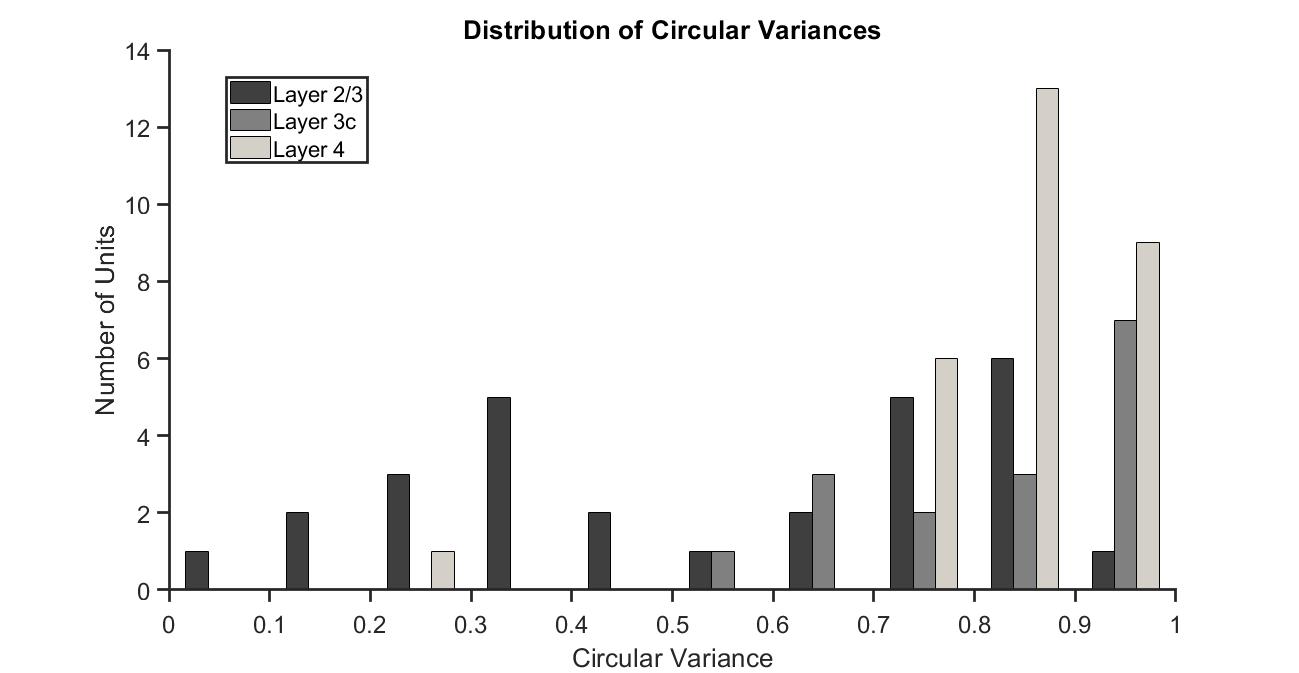 Distribution of Circular Variances
14
12
10
8
6
4
2
0
Number of Units
Layer 2/3
Layer 3c
Layer 4
0 0.1 0.2 0.3 0.4 0.5 0.6 0.7 0.8 0.9 1
Circular Variance